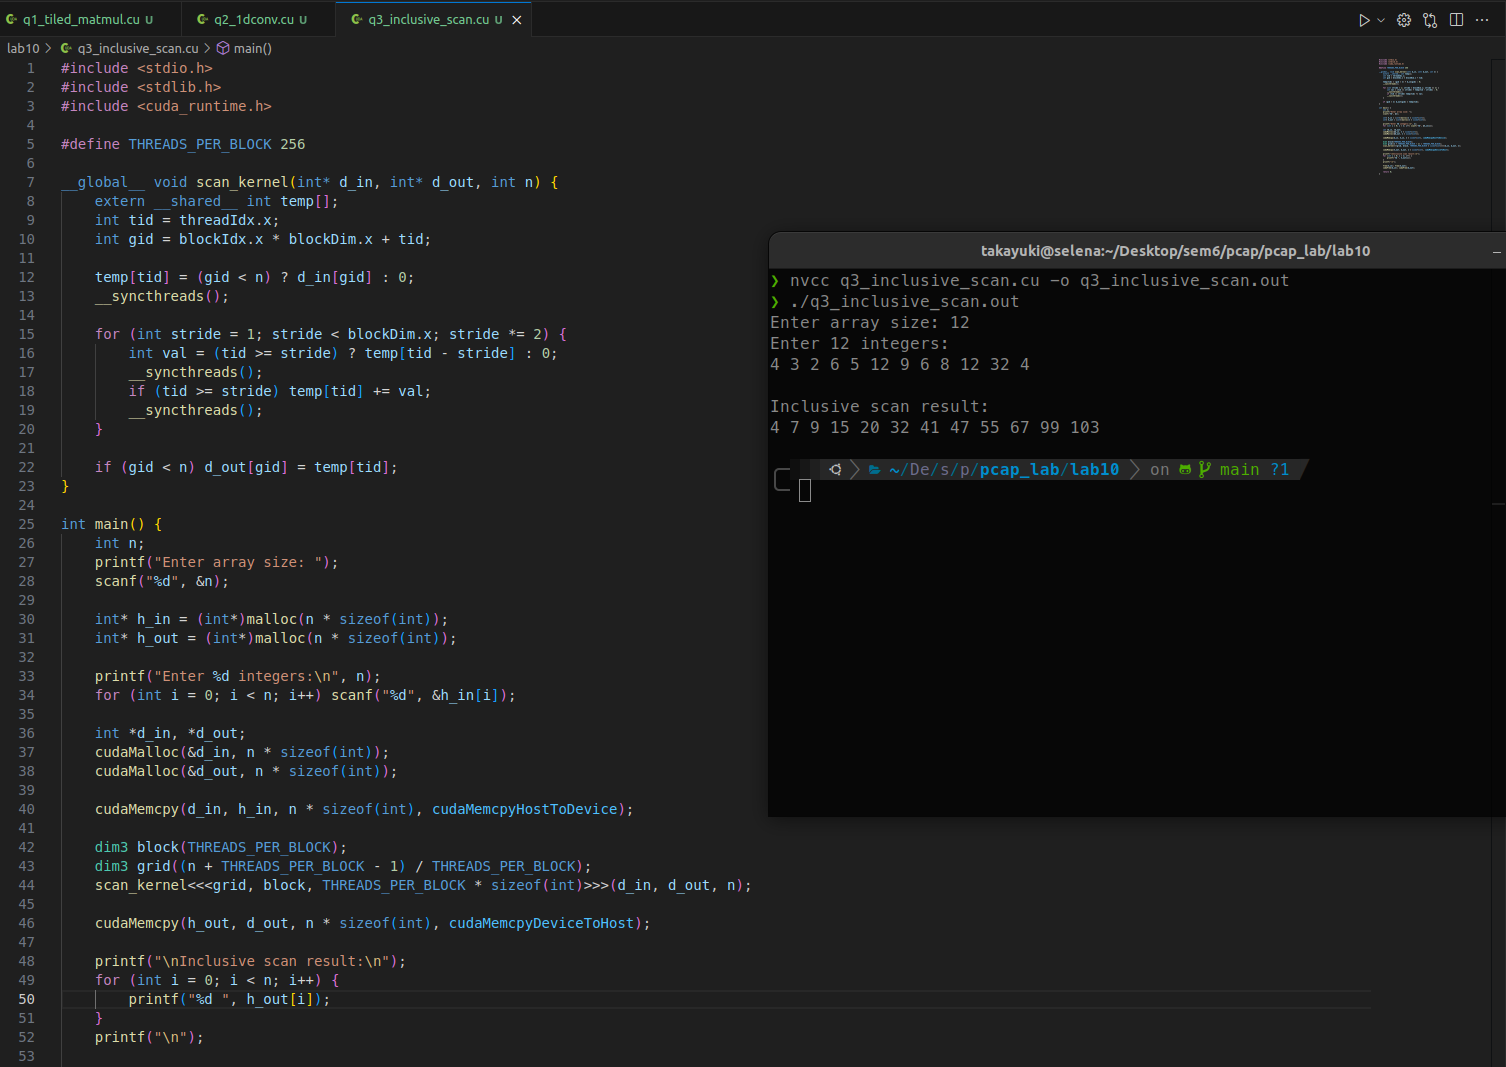 q1_tiled_matmul.cu U q2_1dconv.cu U q3_inclusive_scan.cu U
lab10 > q3_inclusive_scan.cu > main()
1 #include <stdio.h>
2 #include <stdlib.h>
3 #include <cuda_runtime.h>
4
5 #define THREADS_PER_BLOCK 256
6
7 __global__ void scan_kernel(int* d_in, int* d_out, int n) {
8     extern __shared__ int temp[];
9     int tid = threadIdx.x;
10     int gid = blockIdx.x * blockDim.x + tid;
11
12     temp[tid] = (gid < n) ? d_in[gid] : 0;
13     __syncthreads();
14
15     for (int stride = 1; stride < blockDim.x; stride *= 2) {
16         int val = (tid >= stride) ? temp[tid - stride] : 0;
17         __syncthreads();
18         if (tid >= stride) temp[tid] += val;
19         __syncthreads();
20     }
21
22     if (gid < n) d_out[gid] = temp[tid];
23 }
24
25 int main() {
26     int n;
27     printf("Enter array size: ");
28     scanf("%d", &n);
29
30     int* h_in = (int*)malloc(n * sizeof(int));
31     int* h_out = (int*)malloc(n * sizeof(int));
32
33     printf("Enter %d integers:\n", n);
34     for (int i = 0; i < n; i++) scanf("%d", &h_in[i]);
35
36     int *d_in, *d_out;
37     cudaMalloc(&d_in, n * sizeof(int));
38     cudaMalloc(&d_out, n * sizeof(int));
39
40     cudaMemcpy(d_in, h_in, n * sizeof(int), cudaMemcpyHostToDevice);
41
42     dim3 block(THREADS_PER_BLOCK);
43     dim3 grid((n + THREADS_PER_BLOCK - 1) / THREADS_PER_BLOCK);
44     scan_kernel<<<grid, block, THREADS_PER_BLOCK * sizeof(int)>>>(d_in, d_out, n);
45
46     cudaMemcpy(h_out, d_out, n * sizeof(int), cudaMemcpyDeviceToHost);
47
48     printf("\nInclusive scan result:\n");
49     for (int i = 0; i < n; i++) {
50         printf("%d ", h_out[i]);
51     }
52     printf("\n");
53
takayuki@selena:~/Desktop/sem6/pcap/pcap_lab/lab10
❯ nvcc q3_inclusive_scan.cu -o q3_inclusive_scan.out
❯ ./q3_inclusive_scan.out
Enter array size: 12
Enter 12 integers:
4 3 2 6 5 12 9 6 8 12 32 4
Inclusive scan result:
4 7 9 15 20 32 41 47 55 67 99 103
~/De/s/p/pcap_lab/lab10 on main ?1